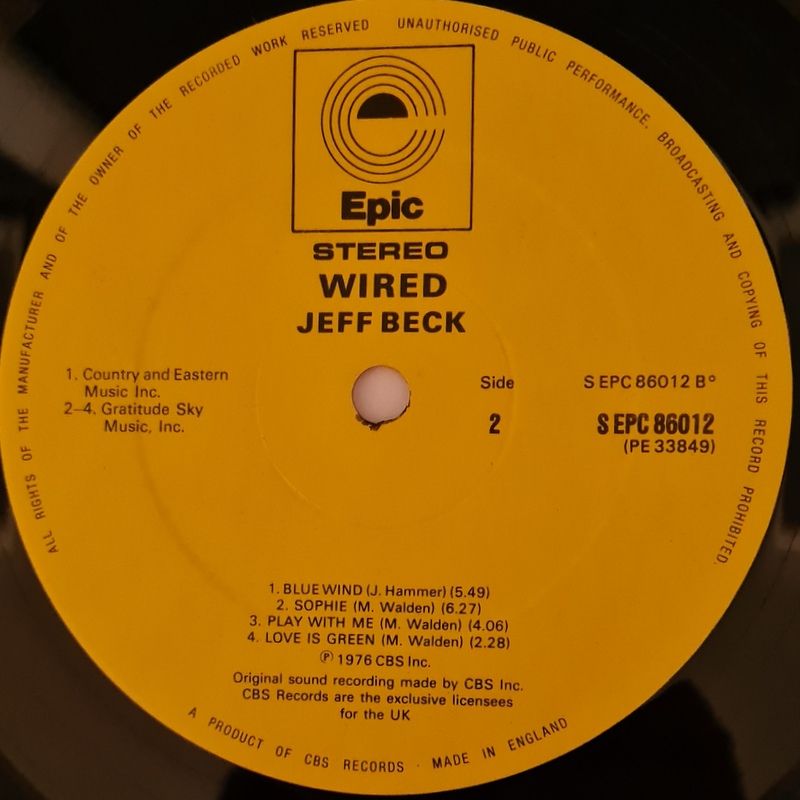 ALL RIGHTS OF THE MANUFACTURER AND OF THE OWNER OF THE RECORDED WORK RESERVED UNAUTHORISED PUBLIC PERFORMANCE, BROADCASTING AND COPYING OF THIS RECORD PROHIBITED.
Epic
STEREO
WIRED
JEFF BECK
1. Country and Eastern
Music Inc.
2–4. Gratitude Sky
Music, Inc.
Side
2
S EPC 86012 B°
S EPC 86012
(PE 33849)
1. BLUE WIND (J. Hammer) (5.49)
2. SOPHIE (M. Walden) (6.27)
3. PLAY WITH ME (M. Walden) (4.06)
4. LOVE IS GREEN (M. Walden) (2.28)
℗ 1976 CBS Inc.
Original sound recording made by CBS Inc.
CBS Records are the exclusive licensees
for the UK
A PRODUCT OF CBS RECORDS · MADE IN ENGLAND